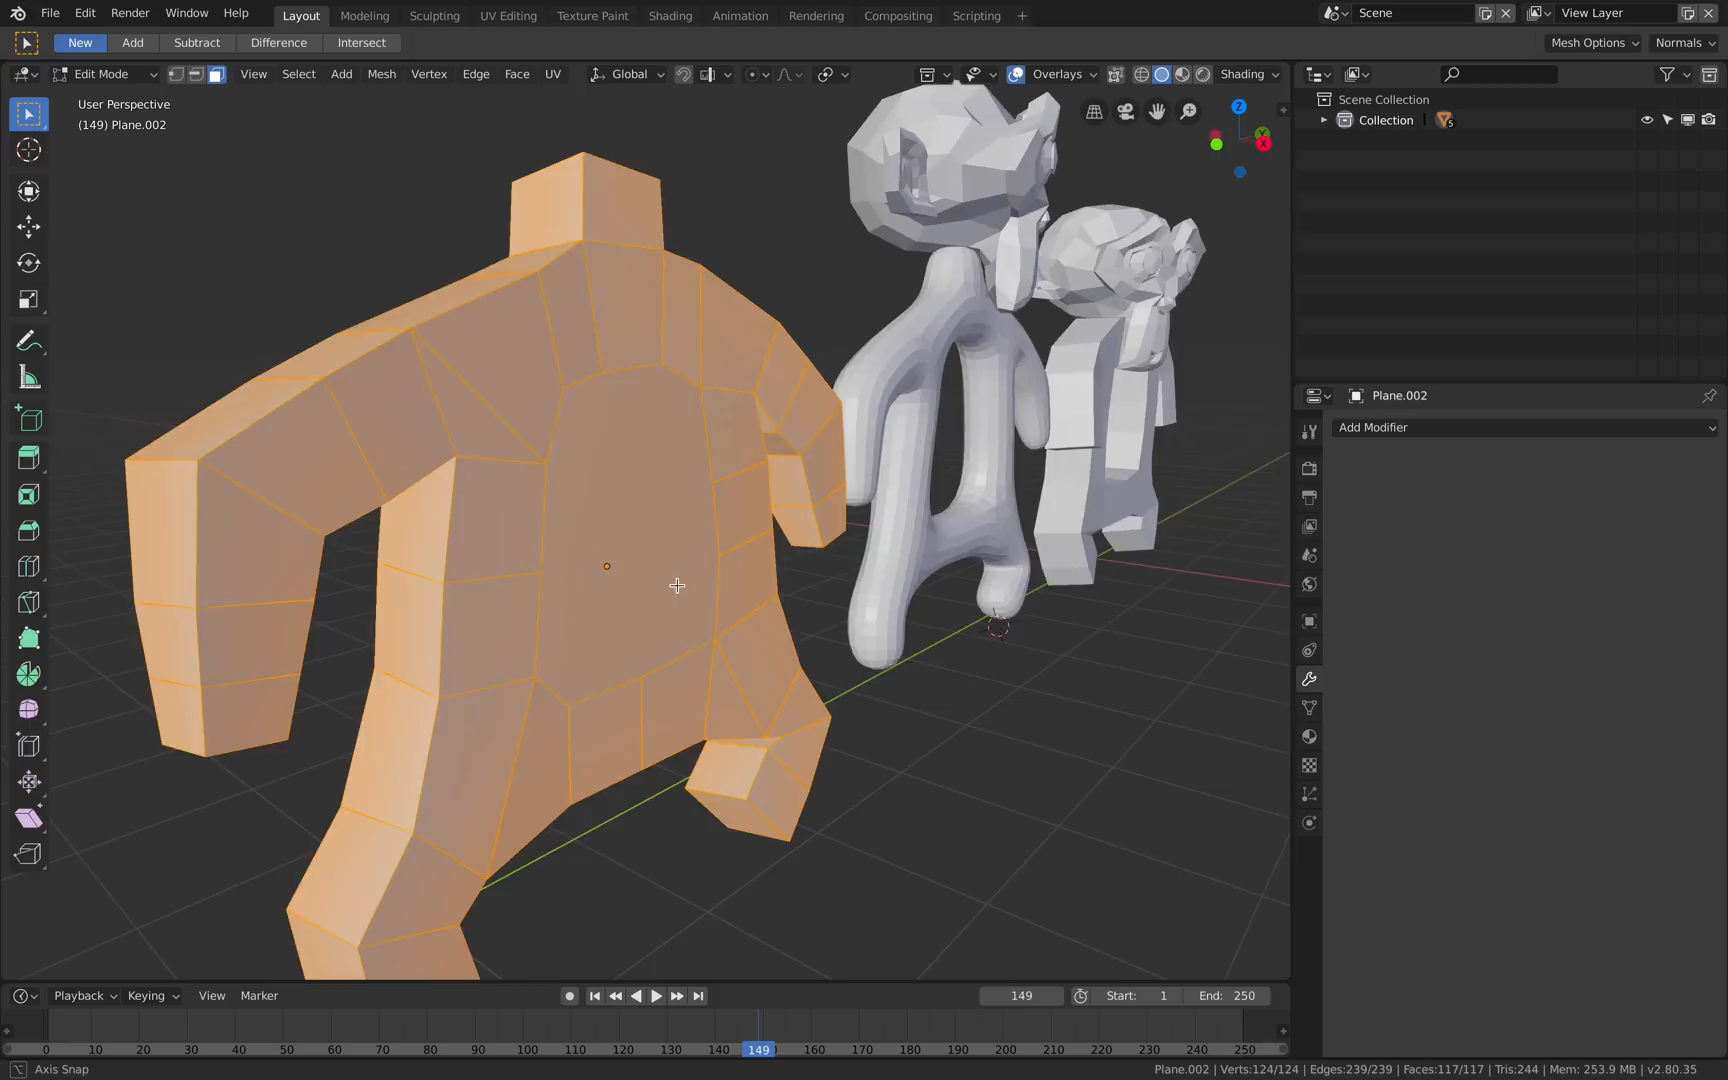 File Edit Render Window Help Layout Modeling Sculpting UV Editing Texture Paint Shading Animation Rendering Compositing Scripting + Scene View Layer
New Add Subtract Difference Intersect Mesh Options Normals
Edit Mode View Select Add Mesh Vertex Edge Face UV Global Overlays Shading
User Perspective
(149) Plane.002
Z
Y
X
Scene Collection
Collection 5
Plane.002
Add Modifier
Playback Keying View Marker 149 Start: 1 End: 250
0 10 20 30 40 50 60 70 80 90 100 110 120 130 140 149 160 170 180 190 200 210 220 230 240 250
Axis Snap Plane.002 | Verts:124/124 | Edges:239/239 | Faces:117/117 | Tris:244 | Mem: 253.9 MB | v2.80.35